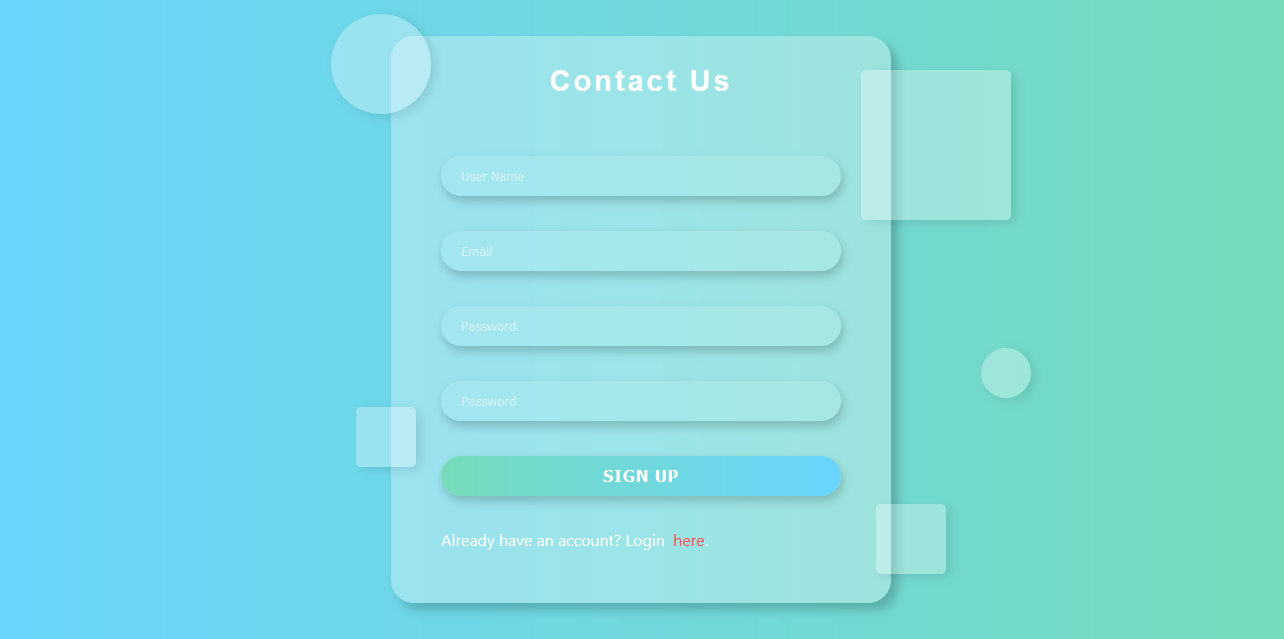 Contact Us
User Name
Email
Password
Password
SIGN UP
Already have an account? Login here.